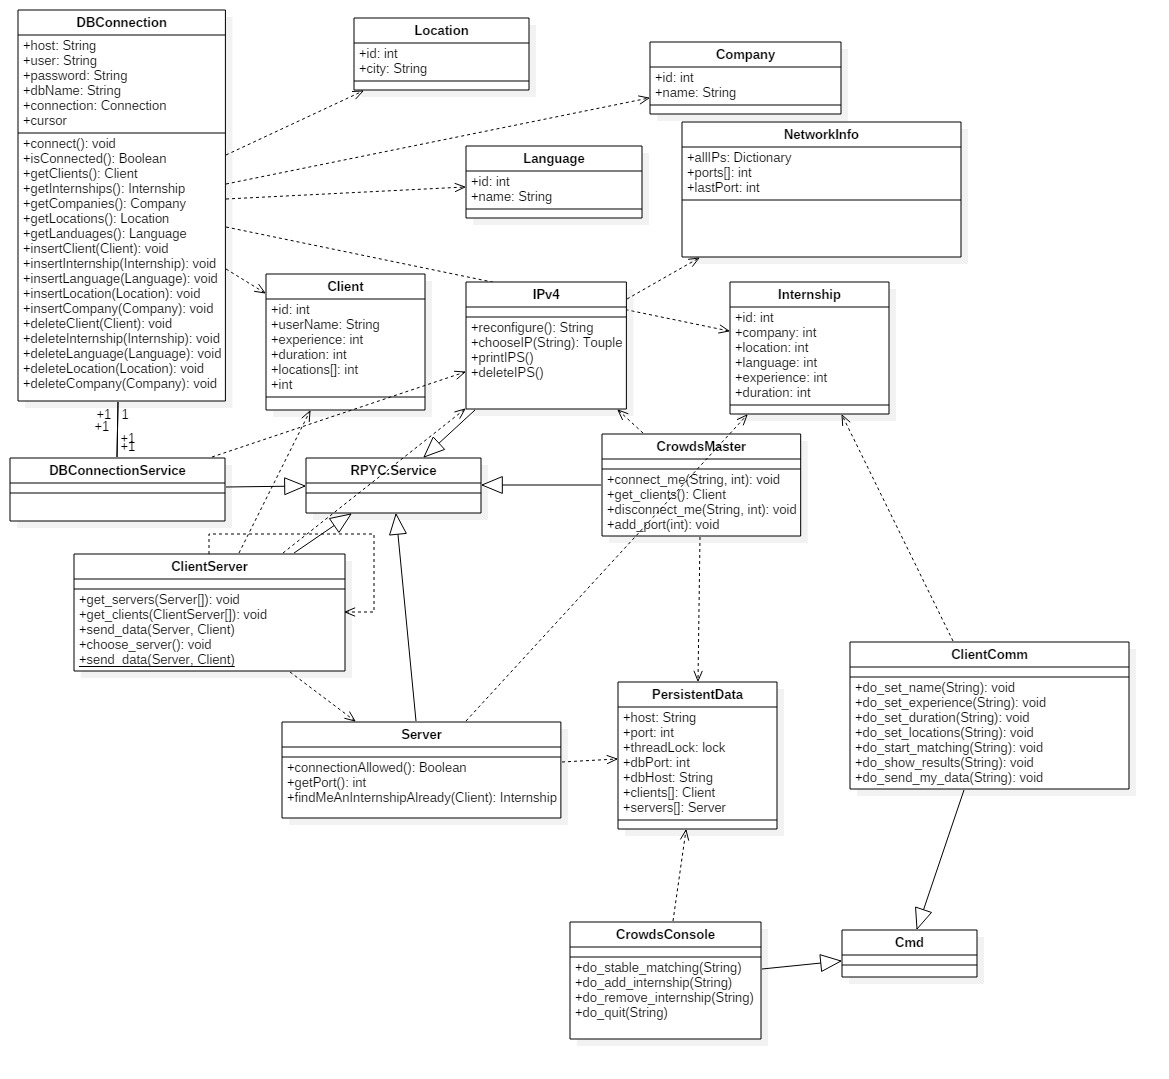 DBConnection
+host: String
+user: String
+password: String
+dbName: String
+connection: Connection
+cursor
+connect(): void
+isConnected(): Boolean
+getClients(): Client
+getInternships(): Internship
+getCompanies(): Company
+getLocations(): Location
+getLanduages(): Language
+insertClient(Client): void
+insertInternship(Internship): void
+insertLanguage(Language): void
+insertLocation(Location): void
+insertCompany(Company): void
+deleteClient(Client): void
+deleteInternship(Internship): void
+deleteLanguage(Language): void
+deleteLocation(Location): void
+deleteCompany(Company): void
Location
+id: int
+city: String
Company
+id: int
+name: String
NetworkInfo
+allIPs: Dictionary
+ports[]: int
+lastPort: int
Language
+id: int
+name: String
Client
+id: int
+userName: String
+experience: int
+duration: int
+locations[]: int
+int
IPv4
+reconfigure(): String
+chooseIP(String): Touple
+printIPS()
+deleteIPS()
Internship
+id: int
+company: int
+location: int
+language: int
+experience: int
+duration: int
+1 1
+1
+1
+1
DBConnectionService
RPYC.Service
CrowdsMaster
+connect_me(String, int): void
+get_clients(): Client
+disconnect_me(String, int): void
+add_port(int): void
ClientServer
+get_servers(Server[]): void
+get_clients(ClientServer[]): void
+send_data(Server, Client)
+choose_server(): void
+send_data(Server, Client)
Server
+connectionAllowed(): Boolean
+getPort(): int
+findMeAnInternshipAlready(Client): Internship
PersistentData
+host: String
+port: int
+threadLock: lock
+dbPort: int
+dbHost: String
+clients[]: Client
+servers[]: Server
ClientComm
+do_set_name(String): void
+do_set_experience(String): void
+do_set_duration(String): void
+do_set_locations(String): void
+do_start_matching(String): void
+do_show_results(String): void
+do_send_my_data(String): void
CrowdsConsole
+do_stable_matching(String)
+do_add_internship(String)
+do_remove_internship(String)
+do_quit(String)
Cmd